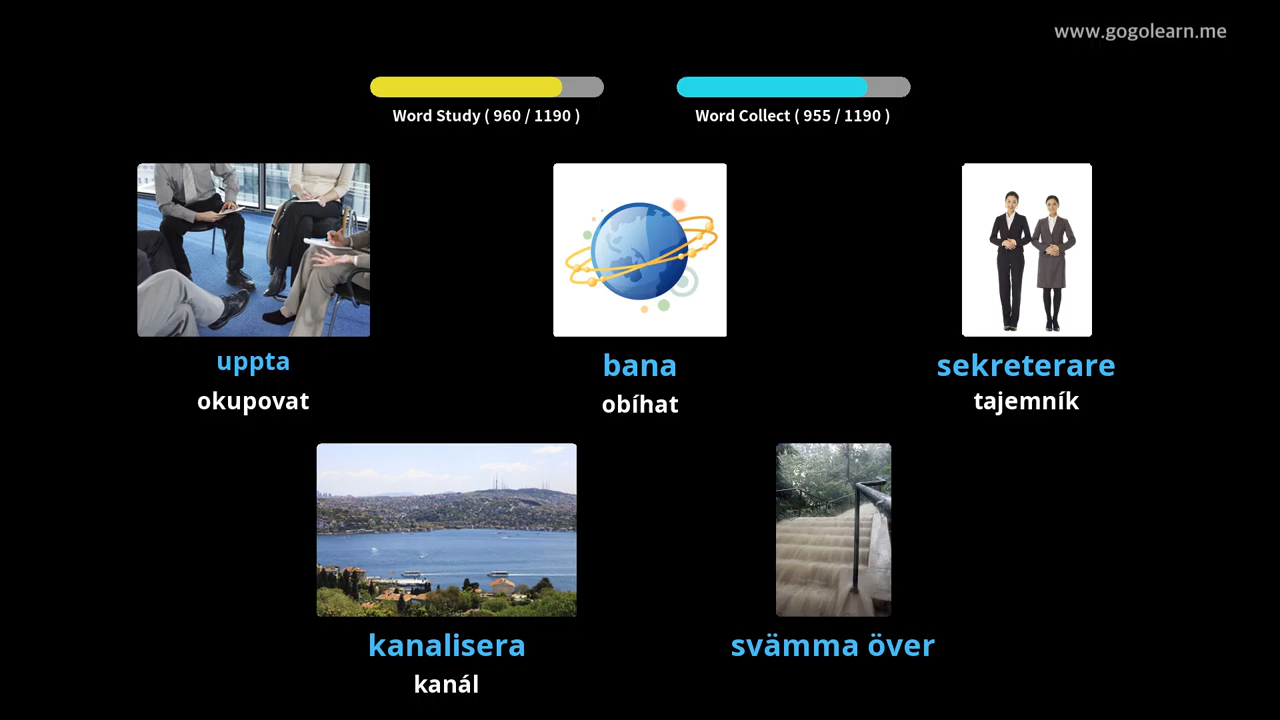 www.gogolearn.me
Word Study ( 960 / 1190 )
Word Collect ( 955 / 1190 )
uppta
okupovat
bana
obíhat
sekreterare
tajemník
kanalisera
kanál
svämma över